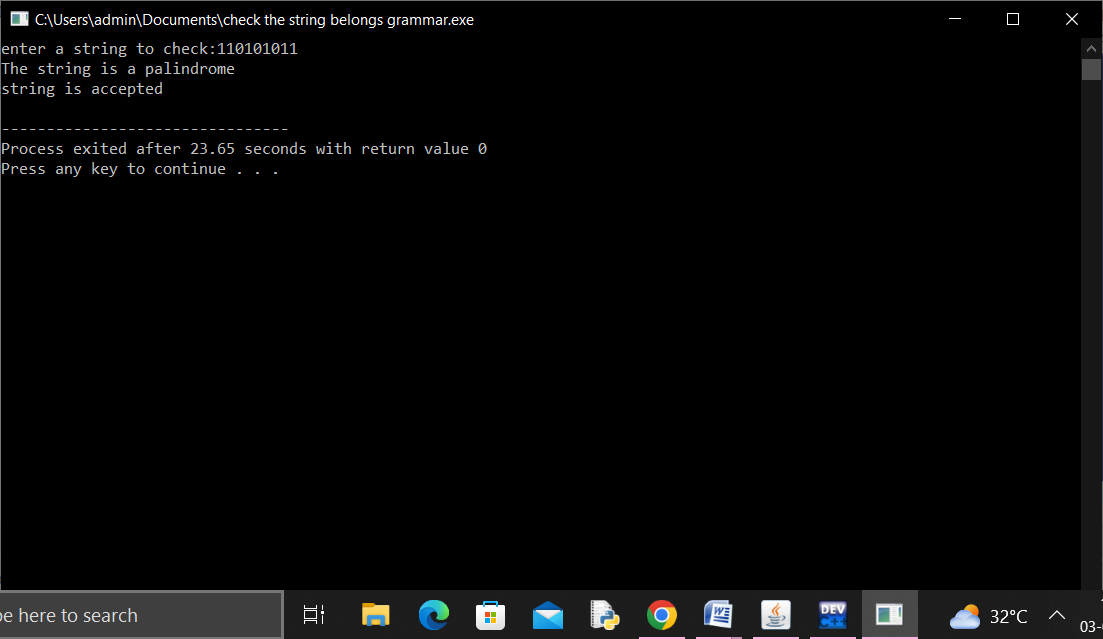 C:\Users\admin\Documents\check the string belongs grammar.exe
enter a string to check:110101011
The string is a palindrome
string is accepted
--------------------------------
Process exited after 23.65 seconds with return value 0
Press any key to continue . . .
here to search
DEV
C++
32°C
03-